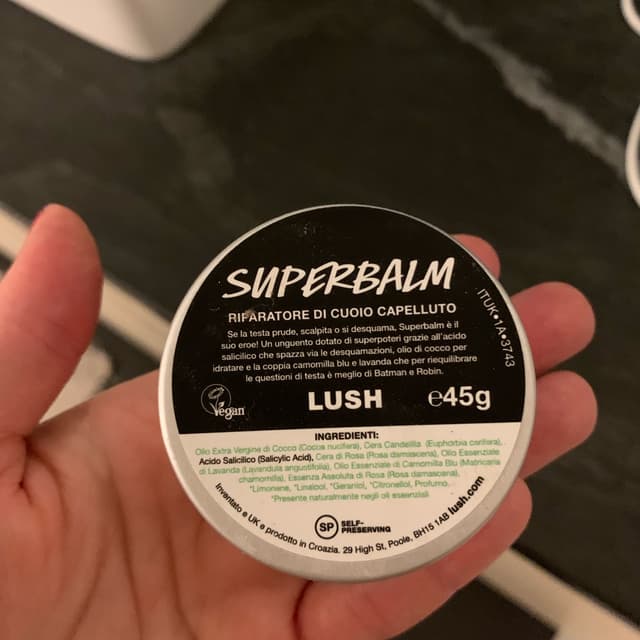 SUPERBALM
RIPARATORE DI CUOIO CAPELLUTO
Se la testa prude, scalpita o si desquama, Superbalm è il
suo eroe! Un unguento dotato di superpoteri grazie all'acido
salicilico che spazza via le desquamazioni, olio di cocco per
idratare e la coppia camomilla blu e lavanda che per riequilibrare
le questioni di testa è meglio di Batman e Robin.
Vegan
LUSH
℮45g
ITUK•1A•3743
INGREDIENTI:
Olio Extra Vergine di Cocco (Cocos nucifera), Cera Candelilla (Euphorbia cerifera),
Acido Salicilico (Salicylic Acid), Cera di Rosa (Rosa damascena), Olio Essenziale
di Lavanda (Lavandula angustifolia), Olio Essenziale di Camomilla Blu (Matricaria
chamomilla), Essenza Assoluta di Rosa (Rosa damascena),
*Limonene, *Linalool, *Geraniol, *Citronellol, Profumo.
*Presente naturalmente negli oli essenziali
SP SELF-
PRESERVING
Inventato e UK e prodotto in Croazia. 29 High St, Poole, BH15 1AB lush.com